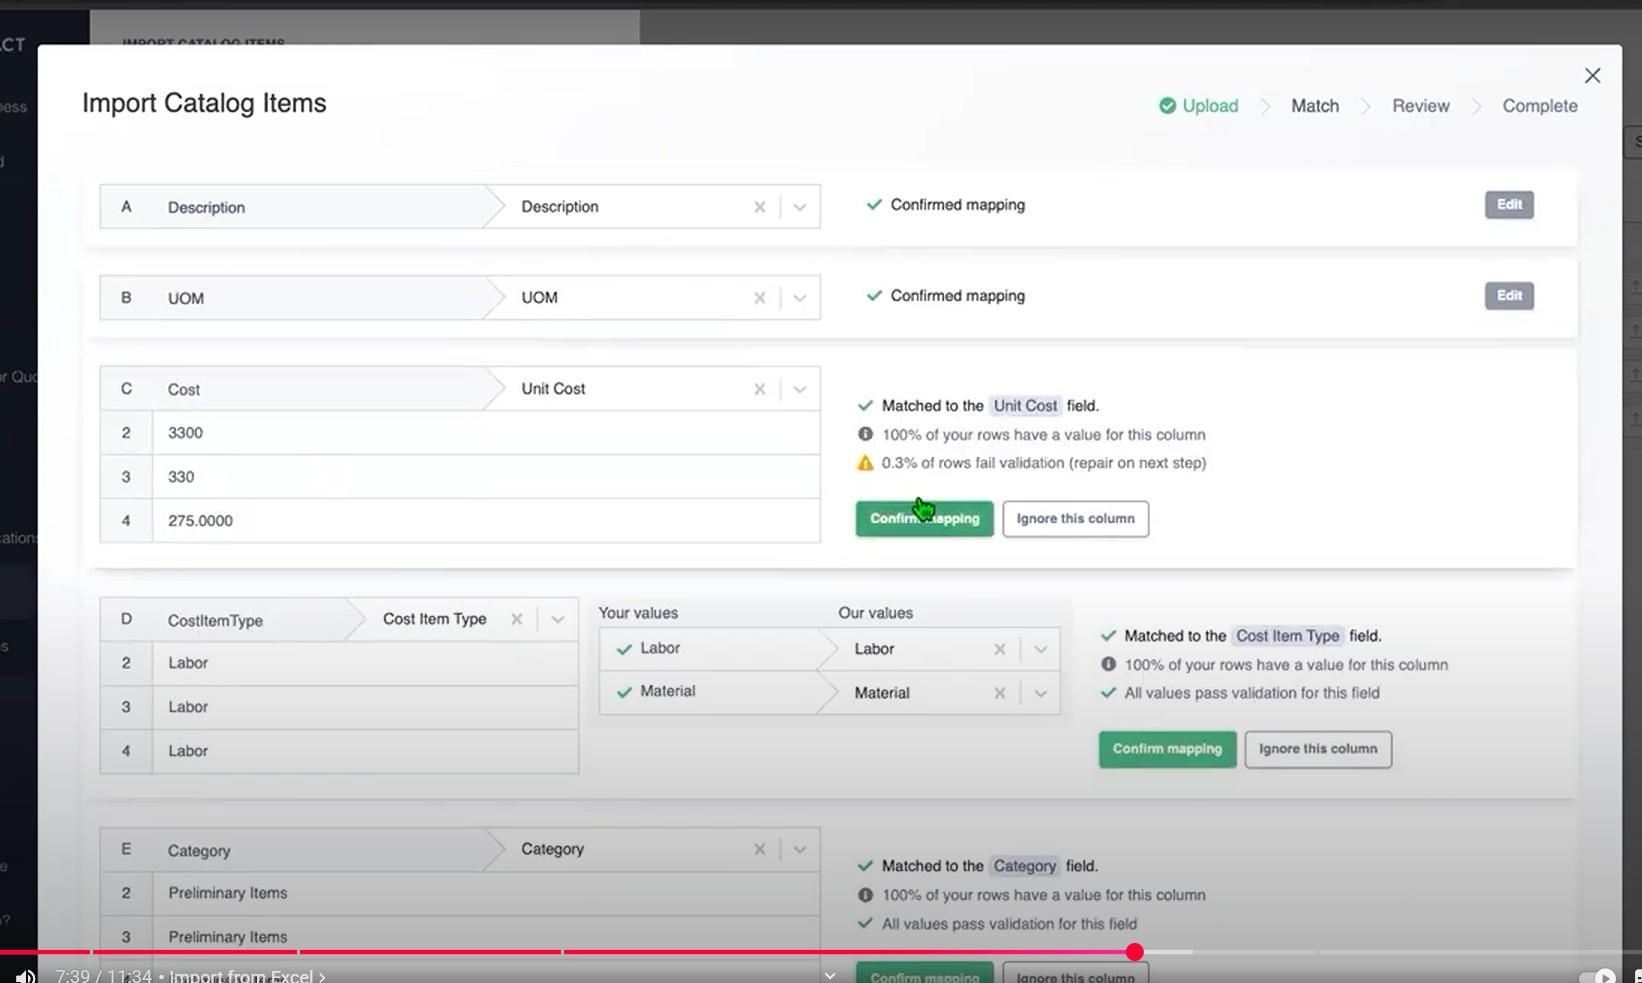 IMPORT CATALOG ITEMS
Import Catalog Items
Upload
Match
Review
Complete
A Description Description
Confirmed mapping
Edit
B UOM UOM
Confirmed mapping
Edit
C Cost Unit Cost
2 3300
3 330
4 275.0000
Matched to the Unit Cost field.
100% of your rows have a value for this column
0.3% of rows fail validation (repair on next step)
Confirm mapping
Ignore this column
D CostItemType Cost Item Type
2 Labor
3 Labor
4 Labor
Your values Our values
Labor Labor
Material Material
Matched to the Cost Item Type field.
100% of your rows have a value for this column
All values pass validation for this field
Confirm mapping
Ignore this column
E Category Category
2 Preliminary Items
3 Preliminary Items
Matched to the Category field.
100% of your rows have a value for this column
All values pass validation for this field
Confirm mapping
Ignore this column
7:39 / 11:34 • Import from Excel